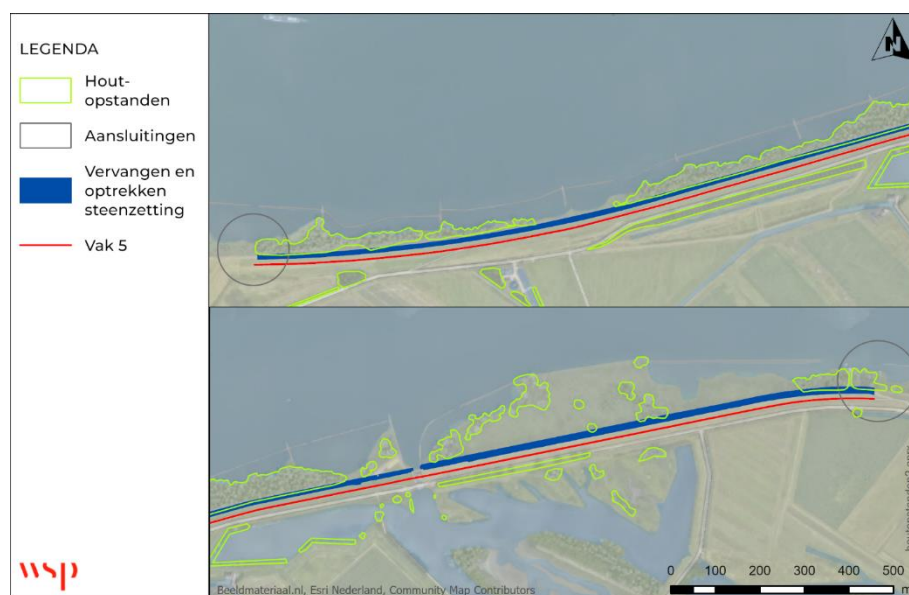 LEGENDA
Hout-
opstanden
Aansluitingen
Vervangen en
optrekken
steenzetting
Vak 5
wsp
N
Beeldmateriaal.nl, Esri Nederland, Community Map Contributors
0 100 200 300 400 500
m